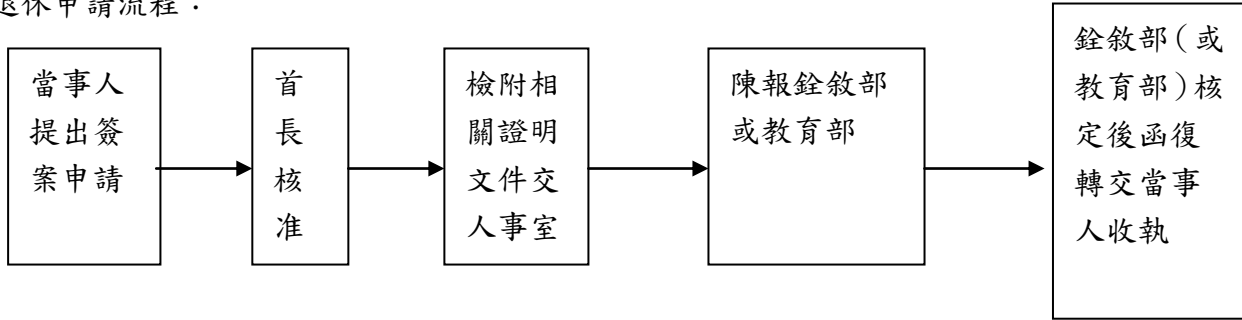 退休申請流程：
當事人
提出簽
案申請
首
長
核
准
檢附相
關證明
文件交
人事室
陳報銓敘部
或教育部
銓敘部（或
教育部）核
定後函復
轉交當事
人收執